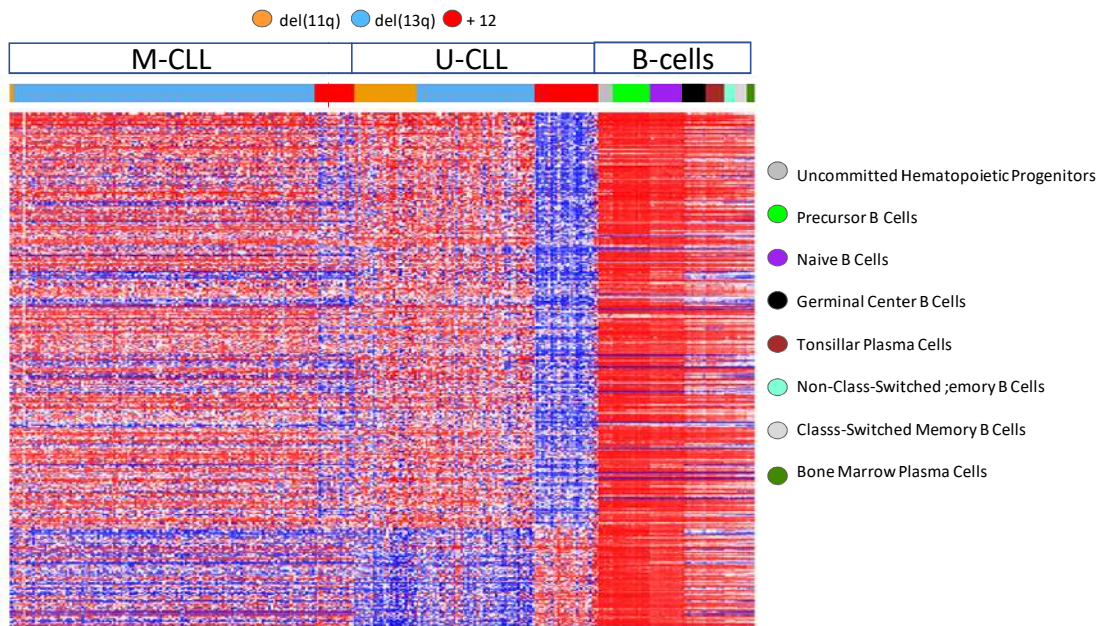 del(11q) del(13q) + 12
M-CLL U-CLL B-cells
Uncommitted Hematopoietic Progenitors
Precursor B Cells
Naive B Cells
Germinal Center B Cells
Tonsillar Plasma Cells
Non-Class-Switched ;emory B Cells
Classs-Switched Memory B Cells
Bone Marrow Plasma Cells